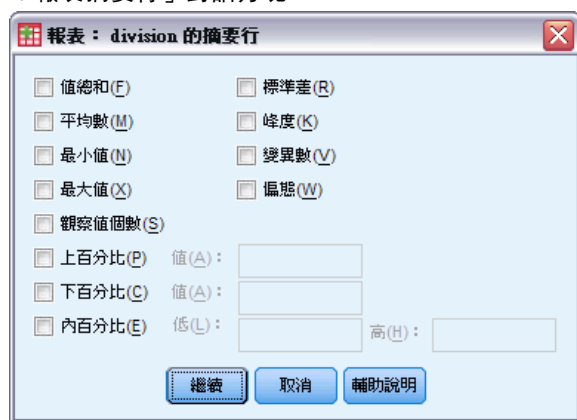 報表： division 的摘要行
值總和(F) 標準差(R)
平均數(M) 峰度(K)
最小值(N) 變異數(V)
最大值(X) 偏態(W)
觀察值個數(S)
上百分比(P) 值(A)：
下百分比(C) 值(A)：
內百分比(E) 低(L)： 高(H)：
繼續 取消 輔助說明